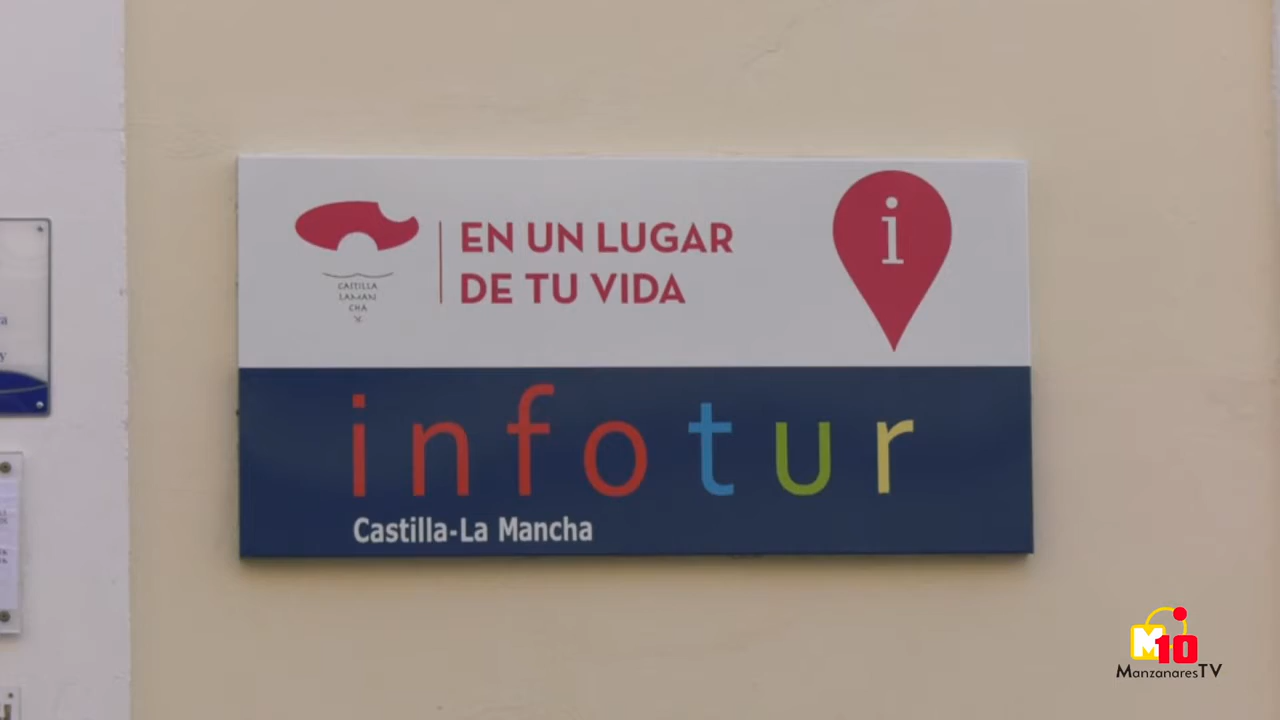 EN UN LUGAR
DE TU VIDA
i
CASTILLA
LAMAN
CHA
infotur
Castilla-La Mancha
y
M10
ManzanaresTV